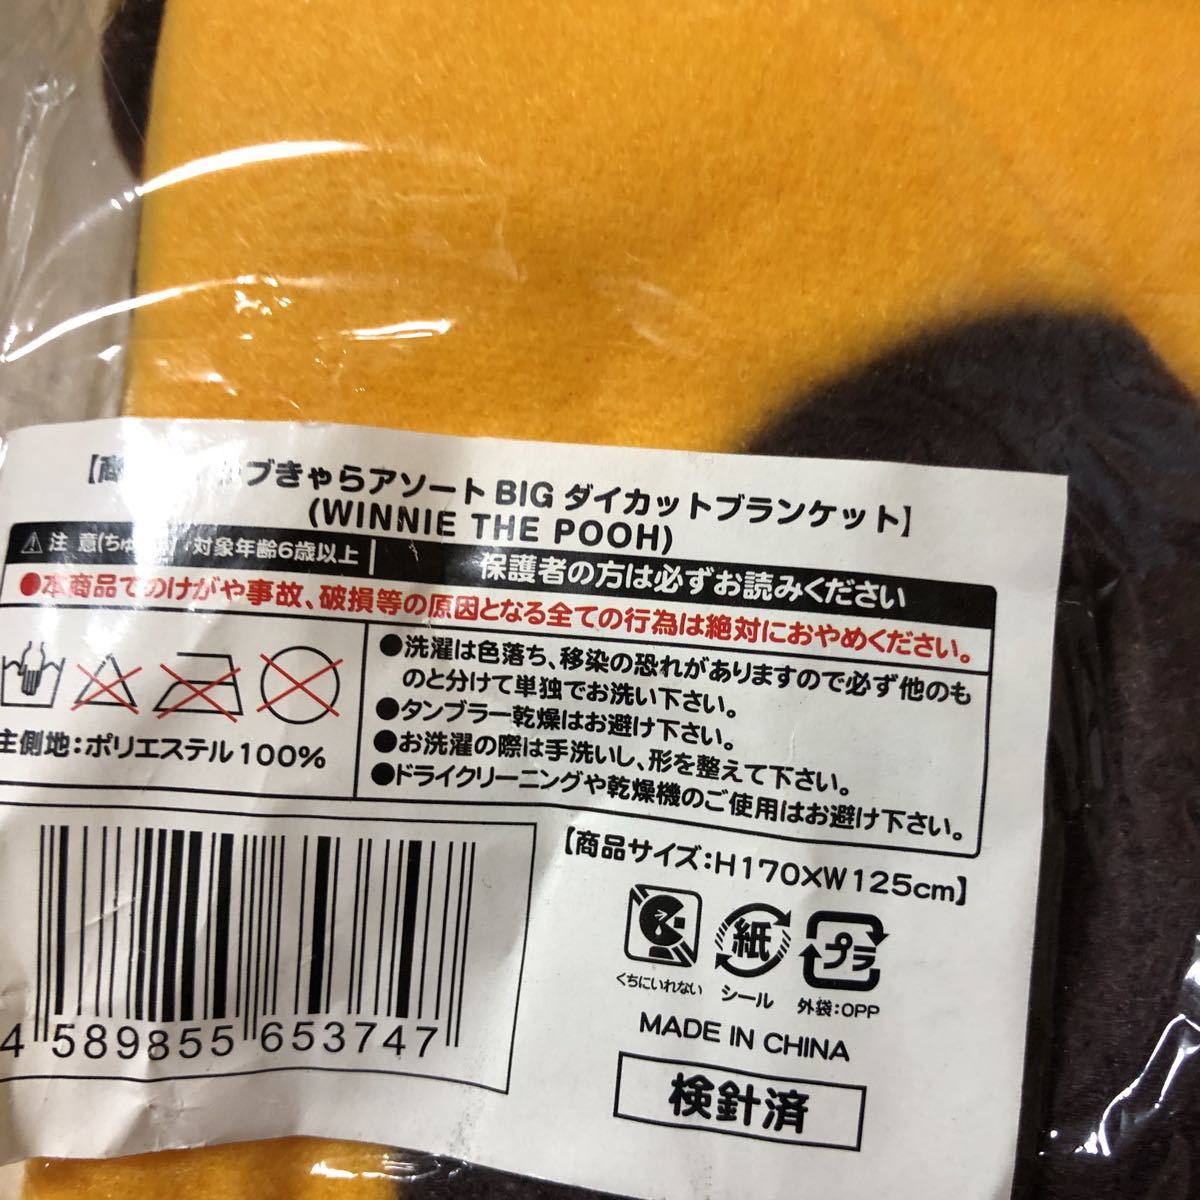 【商 ブきゃらアソート BIG ダイカットブランケット】
(WINNIE THE POOH)
注 意(ちゅ 対象年齢6歳以上
保護者の方は必ずお読みください
●本商品でのけがや事故、破損等の原因となる全ての行為は絶対におやめください。
●洗濯は色落ち、移染の恐れがありますので必ず他のも
のと分けて単独でお洗い下さい。
●タンブラー乾燥はお避け下さい。
●お洗濯の際は手洗いし、形を整えて下さい。
●ドライクリーニングや乾燥機のご使用はお避け下さい。
主側地:ポリエステル100%
4 589855 653747
【商品サイズ:H170×W125cm】
くちにいれない
紙
シール
プラ
外袋:OPP
MADE IN CHINA
検針済